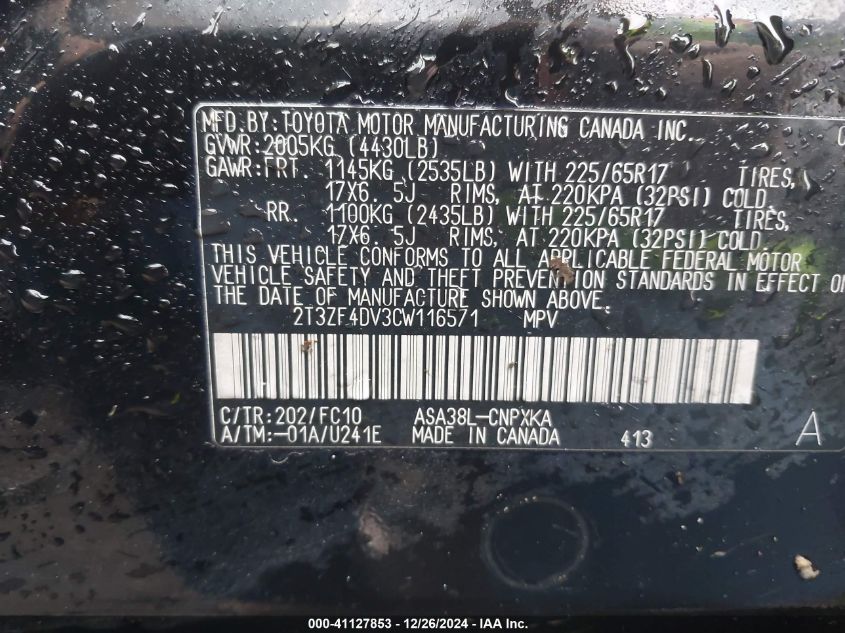 MFD.BY:TOYOTA MOTOR MANUFACTURING CANADA INC.
GVWR:2005KG (4430LB)
GAWR:FRT. 1145KG (2535LB) WITH 225/65R17 TIRES,
17X6. 5J RIMS, AT 220KPA (32PSI) COLD.
RR. 1100KG (2435LB) WITH 225/65R17 TIRES,
17X6. 5J RIMS, AT 220KPA (32PSI) COLD.
THIS VEHICLE CONFORMS TO ALL APPLICABLE FEDERAL MOTOR
VEHICLE SAFETY AND THEFT PREVENTION STANDARDS IN EFFECT
THE DATE OF MANUFACTURE SHOWN ABOVE.
2T3ZF4DV3CW116571 MPV
C/TR:202/FC10 ASA38L-CNPXKA
A/TM:-01A/U241E MADE IN CANADA 413 A
000-41127853 - 12/26/2024 - IAA Inc.